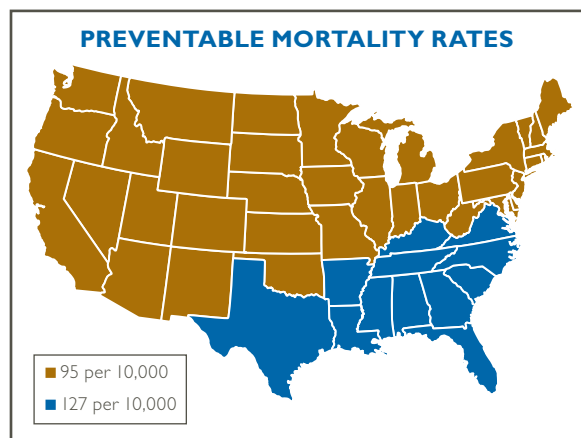 PREVENTABLE MORTALITY RATES
95 per 10,000
127 per 10,000